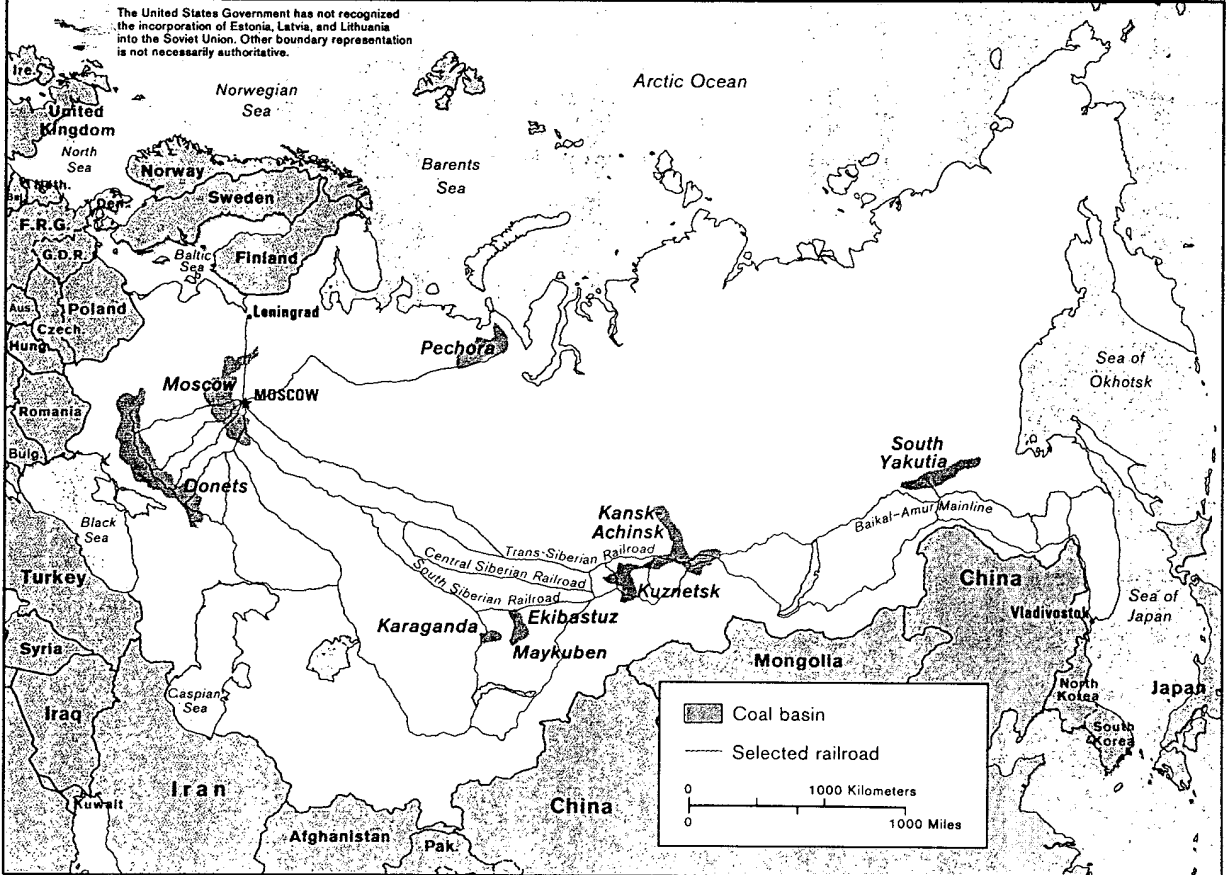 The United States Government has not recognized
the incorporation of Estonia, Latvia, and Lithuania
into the Soviet Union. Other boundary representation
is not necessarily authoritative.
Arctic Ocean
Norwegian
Sea
Barents
Sea
Ire.
United
Kingdom
North
Sea
Norway
Sweden
Finland
Baltic
Sea
Neth.
Den.
F.R.G.
G.D.R.
Poland
Aus.
Czech.
Hung.
Romania
Bulg.
Leningrad
Pechora
Moscow
MOSCOW
Donets
Black
Sea
Turkey
Syria
Iraq
Kuwait
Iran
Caspian
Sea
Afghanistan
Pak.
Sea of
Okhotsk
South
Yakutia
Baikal-Amur Mainline
Kansk-
Achinsk
Trans-Siberian Railroad
Central Siberian Railroad
South Siberian Railroad
Kuznetsk
Ekibastuz
Karaganda
Maykuben
China
Vladivostok
Sea of
Japan
Mongolia
North
Korea
South
Korea
Japan
China
Coal basin
Selected railroad
0 1000 Kilometers
0 1000 Miles